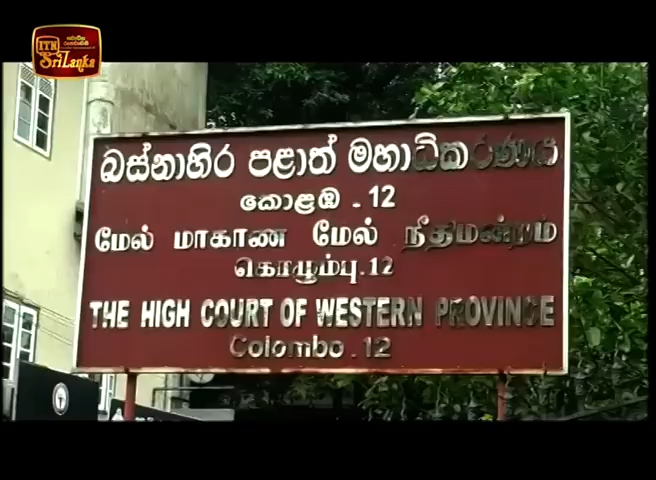 ITN
Sri Lanka
බස්නාහිර පළාත් මහාධිකරණය
කොළඹ - 12
மேல் மாகாண மேல் நீதிமன்றம்
கொழும்பு.12
THE HIGH COURT OF WESTERN PROVINCE
Colombo . 12